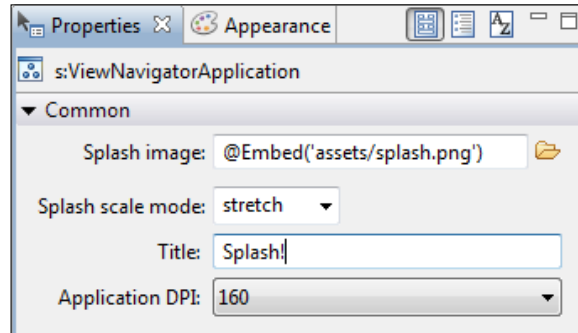 Properties Appearance
s:ViewNavigatorApplication
Common
Splash image: @Embed('assets/splash.png')
Splash scale mode: stretch
Title: Splash!
Application DPI: 160